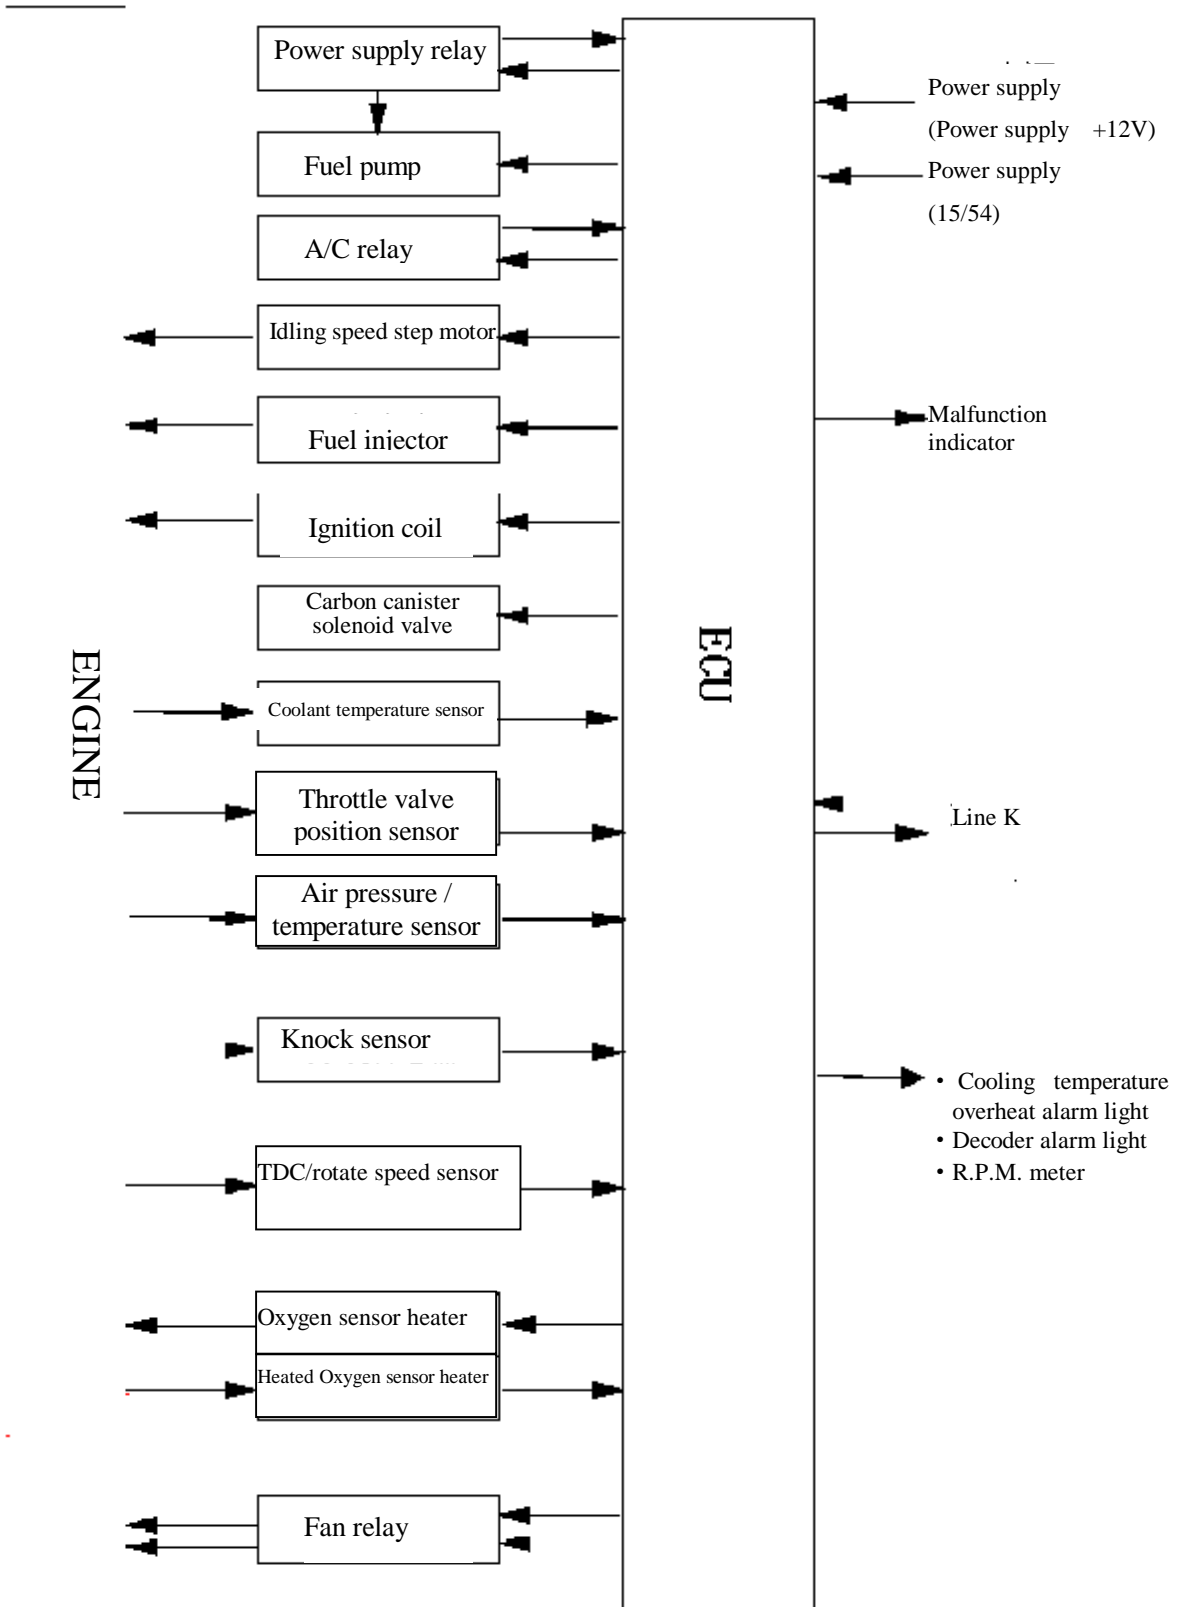 Power supply relay
Fuel pump
A/C relay
Idling speed step motor
Fuel injector
Ignition coil
Carbon canister
solenoid valve
Coolant temperature sensor
Throttle valve
position sensor
Air pressure /
temperature sensor
Knock sensor
TDC/rotate speed sensor
Oxygen sensor heater
Heated Oxygen sensor heater
Fan relay
ENGINE
ECU
Power supply
(Power supply +12V)
Power supply
(15/54)
Malfunction
indicator
Line K
• Cooling temperature
overheat alarm light
• Decoder alarm light
• R.P.M. meter